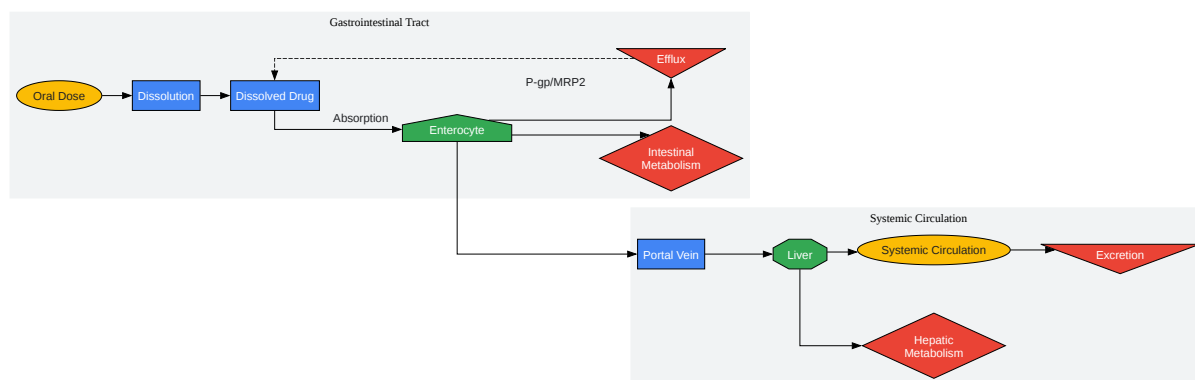 Gastrointestinal Tract
Efflux
P-gp/MRP2
Oral Dose
Dissolution
Dissolved Drug
Absorption
Enterocyte
Intestinal
Metabolism
Systemic Circulation
Portal Vein
Liver
Systemic Circulation
Excretion
Hepatic
Metabolism